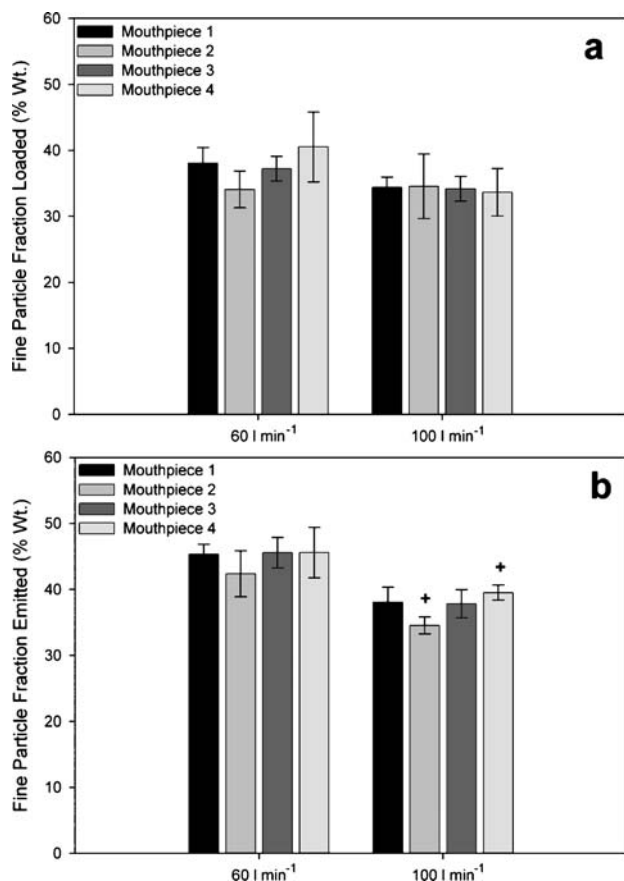 a
Mouthpiece 1
Mouthpiece 2
Mouthpiece 3
Mouthpiece 4
Fine Particle Fraction Loaded (% Wt.)
60
50
40
30
20
10
0
60 l min⁻¹ 100 l min⁻¹
b
Mouthpiece 1
Mouthpiece 2
Mouthpiece 3
Mouthpiece 4
Fine Particle Fraction Emitted (% Wt.)
60
50
40
30
20
10
0
+ +
60 l min⁻¹ 100 l min⁻¹